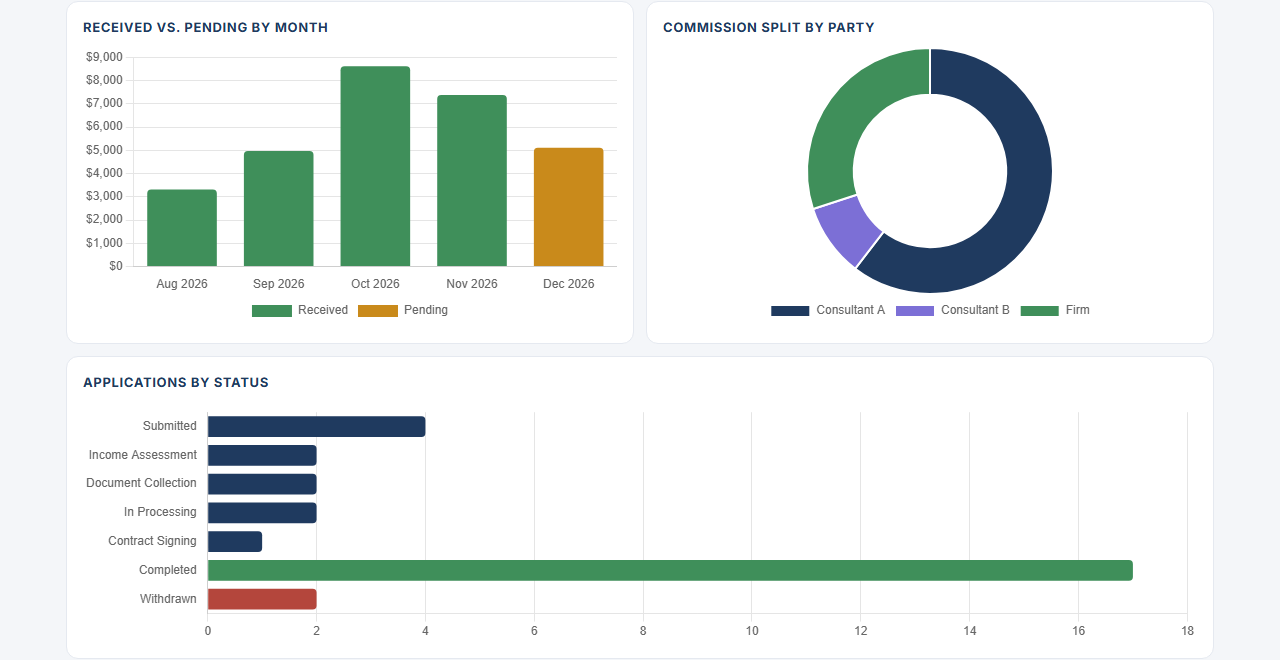 RECEIVED VS. PENDING BY MONTH
$9,000
$8,000
$7,000
$6,000
$5,000
$4,000
$3,000
$2,000
$1,000
$0
Aug 2026 Sep 2026 Oct 2026 Nov 2026 Dec 2026
Received Pending
COMMISSION SPLIT BY PARTY
Consultant A Consultant B Firm
APPLICATIONS BY STATUS
Submitted
Income Assessment
Document Collection
In Processing
Contract Signing
Completed
Withdrawn
0 2 4 6 8 10 12 14 16 18